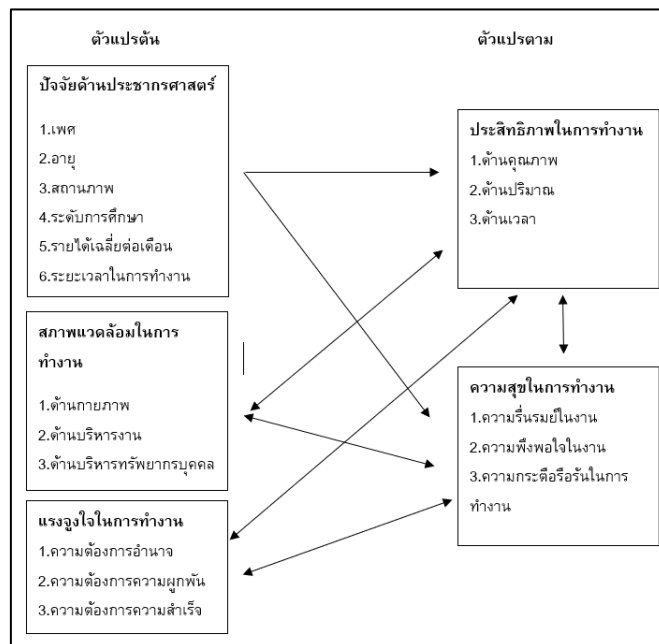 ตัวแปรต้น
ปัจจัยด้านประชากรศาสตร์
1.เพศ
2.อายุ
3.สถานภาพ
4.ระดับการศึกษา
5.รายได้เฉลี่ยต่อเดือน
6.ระยะเวลาในการทำงาน
สภาพแวดล้อมในการ
ทำงาน
1.ด้านกายภาพ
2.ด้านบริหารงาน
3.ด้านบริหารทรัพยากรบุคคล
แรงจูงใจในการทำงาน
1.ความต้องการอำนาจ
2.ความต้องการความผูกพัน
3.ความต้องการความสำเร็จ
ตัวแปรตาม
ประสิทธิภาพในการทำงาน
1.ด้านคุณภาพ
2.ด้านปริมาณ
3.ด้านเวลา
ความสุขในการทำงาน
1.ความรื่นรมย์ในงาน
2.ความพึงพอใจในงาน
3.ความกระตือรือร้นในการ
ทำงาน